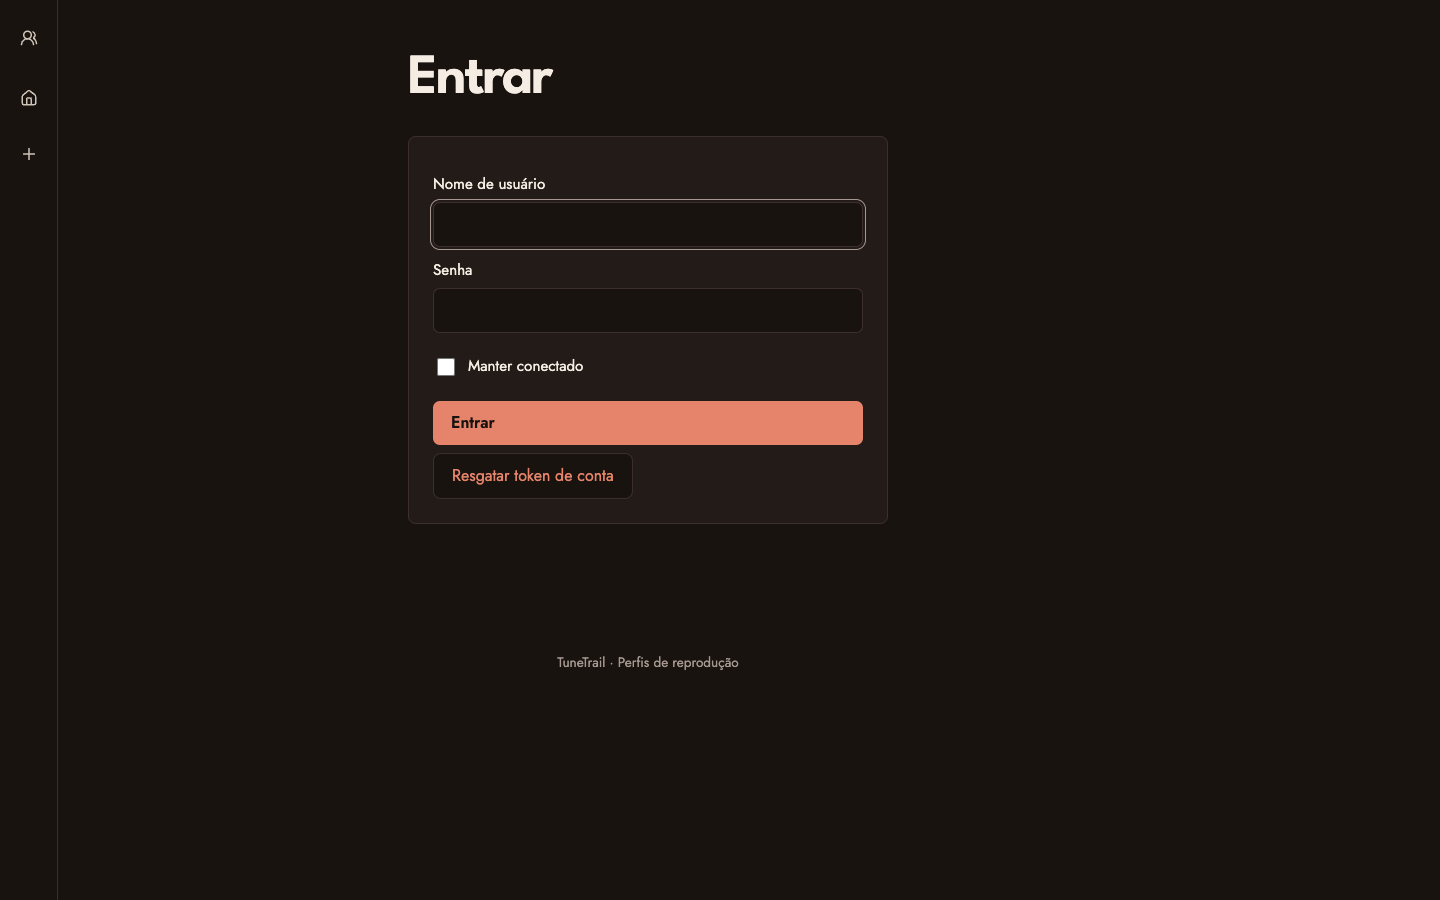 Entrar
Nome de usuário
Senha
Manter conectado
Entrar
Resgatar token de conta
TuneTrail · Perfis de reprodução